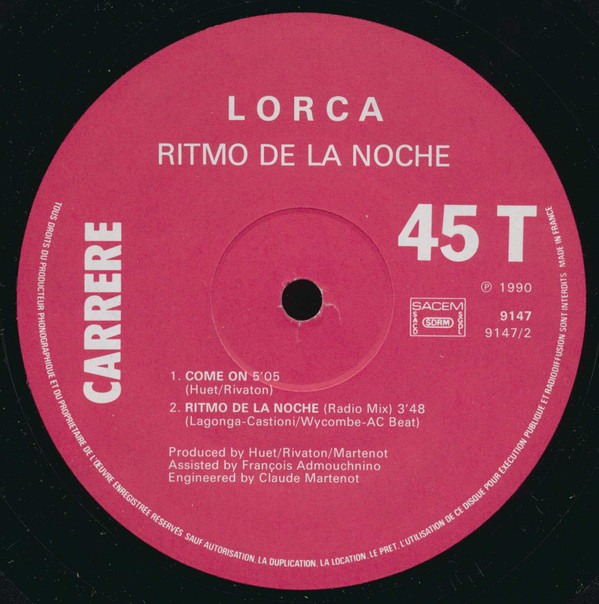 LORCA
RITMO DE LA NOCHE
CARRERE
45 T
℗ 1990
SACEM
SACD
SDRM
SGDL
9147
9147/2
1. COME ON 5'05
(Huet/Rivaton)
2. RITMO DE LA NOCHE (Radio Mix) 3'48
(Lagonga-Castioni/Wycombe-AC Beat)
Produced by Huet/Rivaton/Martenot
Assisted by François Admouchnino
Engineered by Claude Martenot
TOUS DROITS DU PRODUCTEUR PHONOGRAPHIQUE ET DU PROPRIETAIRE DE L'ŒUVRE ENREGISTREE RESERVES SAUF AUTORISATION, LA DUPLICATION, LA LOCATION, LE PRET, L'UTILISATION DE CE DISQUE POUR EXECUTION PUBLIQUE ET RADIODIFFUSION SONT INTERDITS MADE IN FRANCE